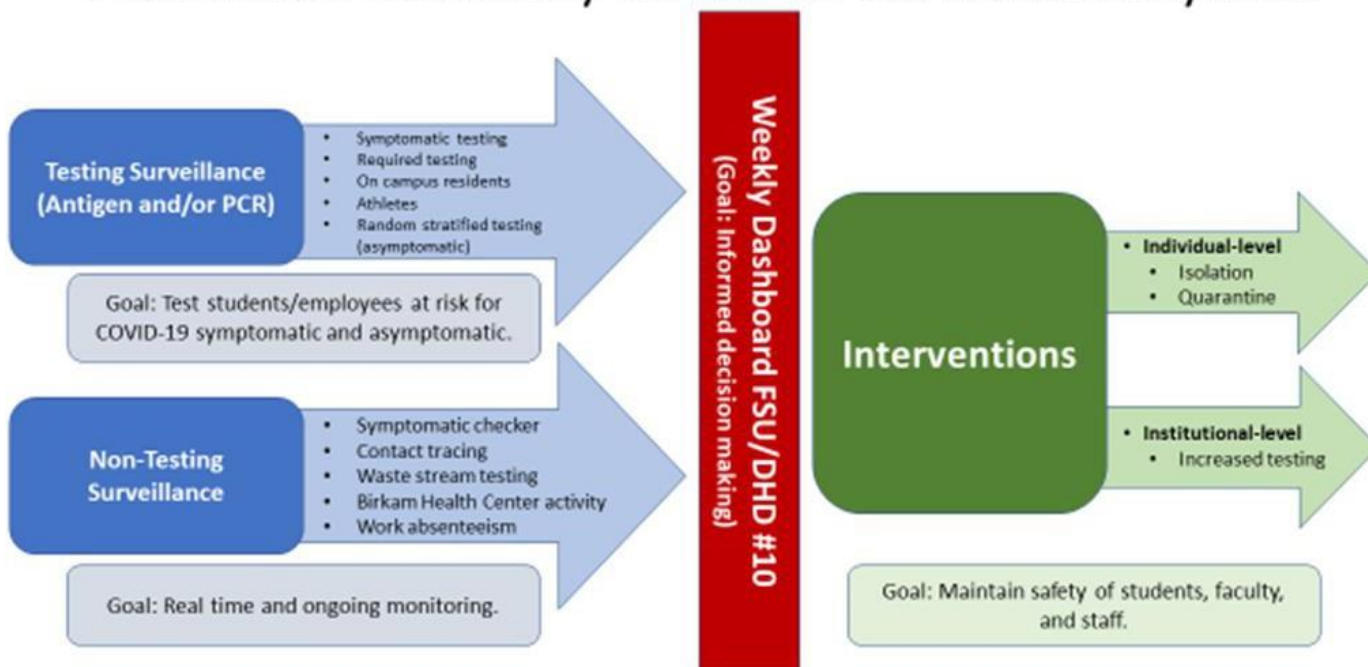 Testing Surveillance
(Antigen and/or PCR)
• Symptomatic testing
• Required testing
• On campus residents
• Athletes
• Random stratified testing
(asymptomatic)
Goal: Test students/employees at risk for
COVID-19 symptomatic and asymptomatic.
Non-Testing
Surveillance
• Symptomatic checker
• Contact tracing
• Waste stream testing
• Birkam Health Center activity
• Work absenteeism
Goal: Real time and ongoing monitoring.
Weekly Dashboard FSU/DHD #10
(Goal: Informed decision making)
Interventions
• Individual-level
• Isolation
• Quarantine
• Institutional-level
• Increased testing
Goal: Maintain safety of students, faculty,
and staff.